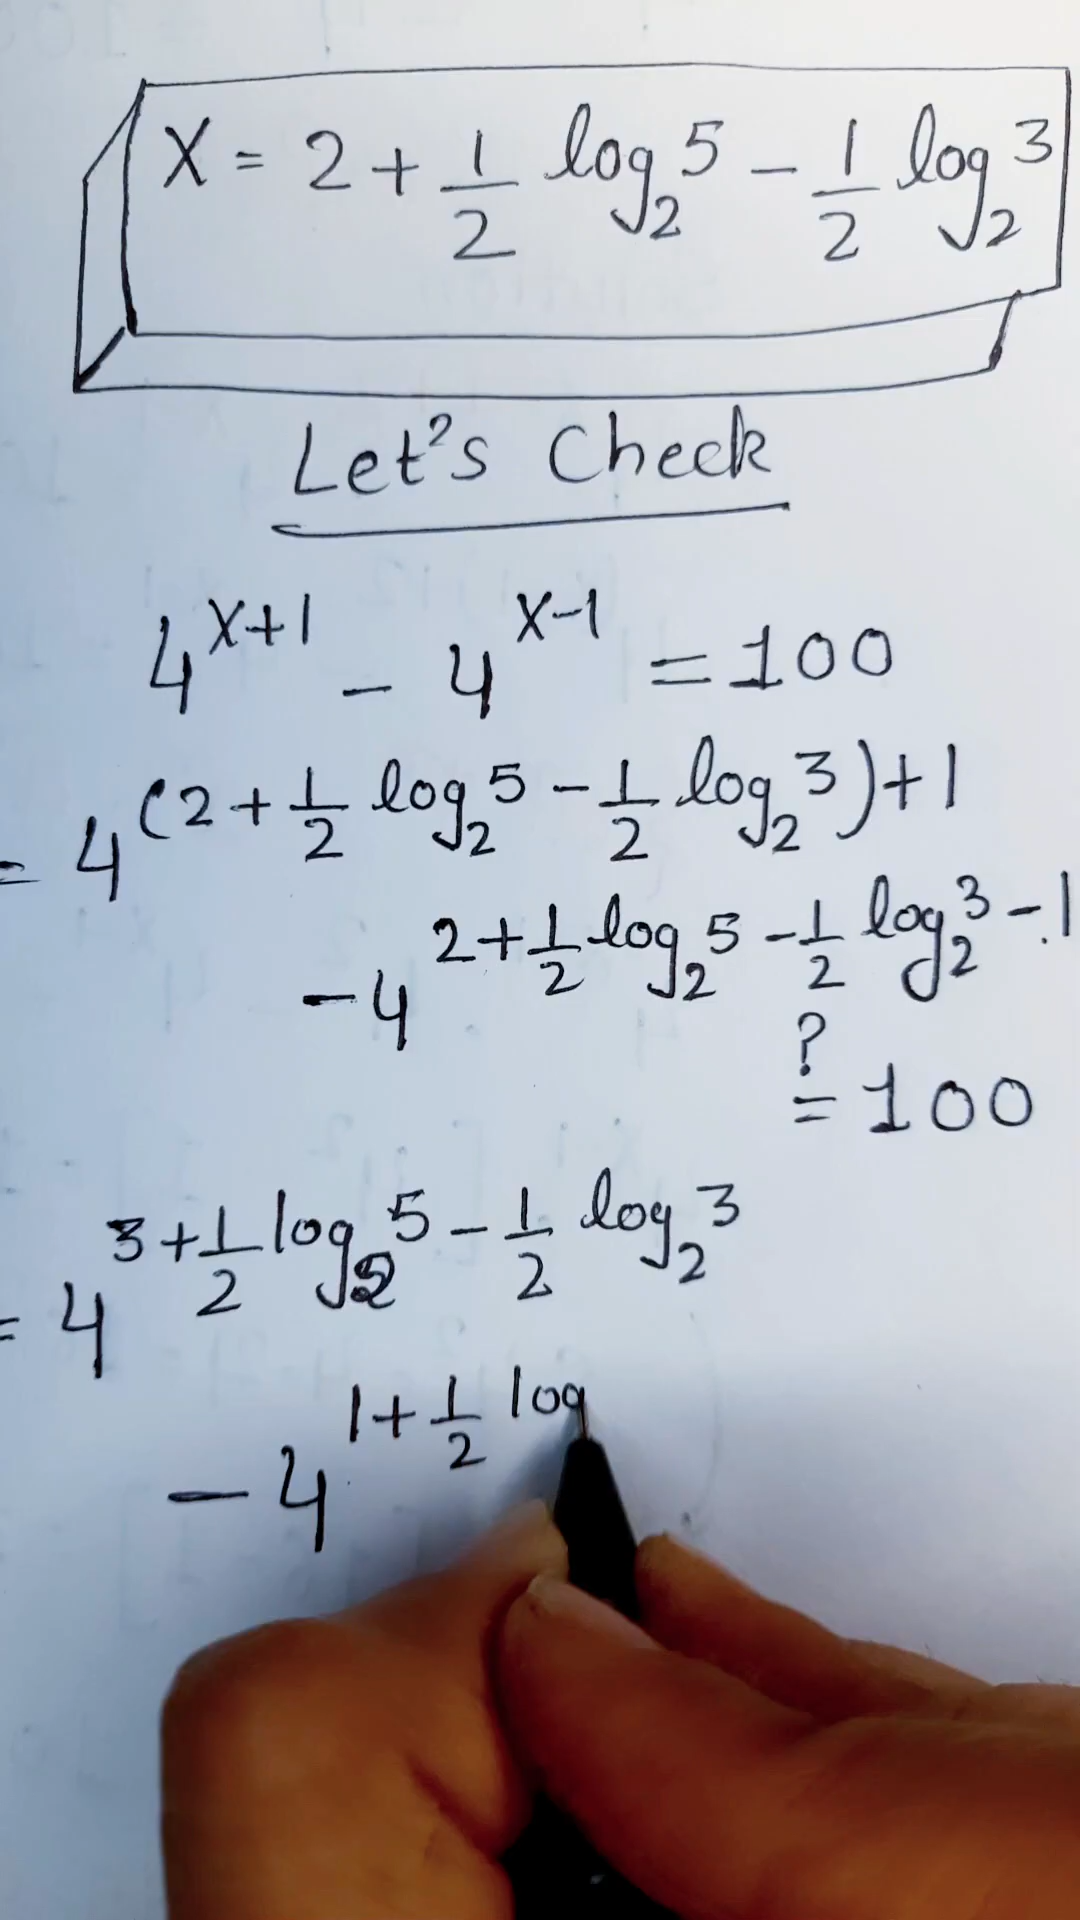 X = 2 + 1/2 log₂5 - 1/2 log₂3
Let's Check
4^(x+1) - 4^(x-1) = 100
= 4^((2 + 1/2 log₂5 - 1/2 log₂3) + 1)
- 4^(2 + 1/2 log₂5 - 1/2 log₂3 - 1)
?
= 100
= 4^(3 + 1/2 log₂5 - 1/2 log₂3)
- 4^(1 + 1/2 log